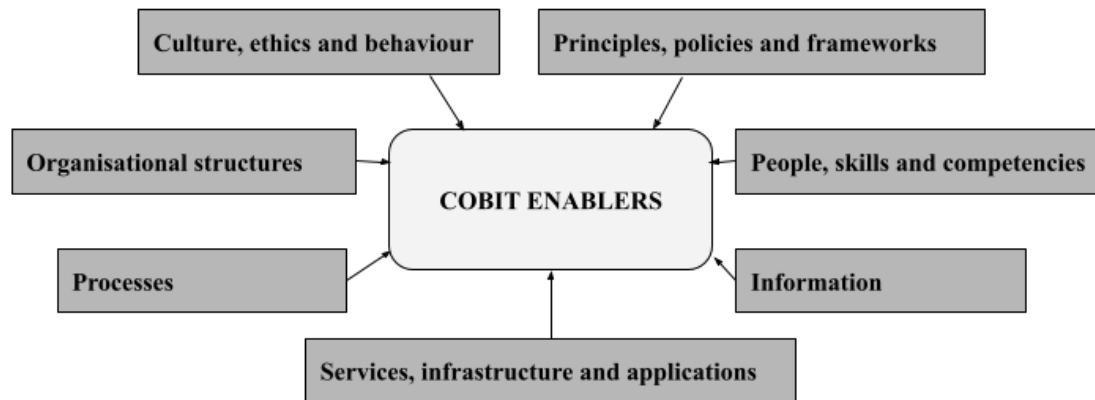 Culture, ethics and behaviour
Principles, policies and frameworks
Organisational structures
People, skills and competencies
COBIT ENABLERS
Processes
Information
Services, infrastructure and applications